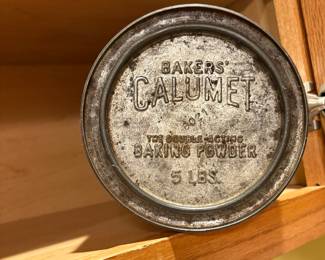 BAKERS'
CALUMET
THE DOUBLE-ACTING
BAKING POWDER
5 LBS.